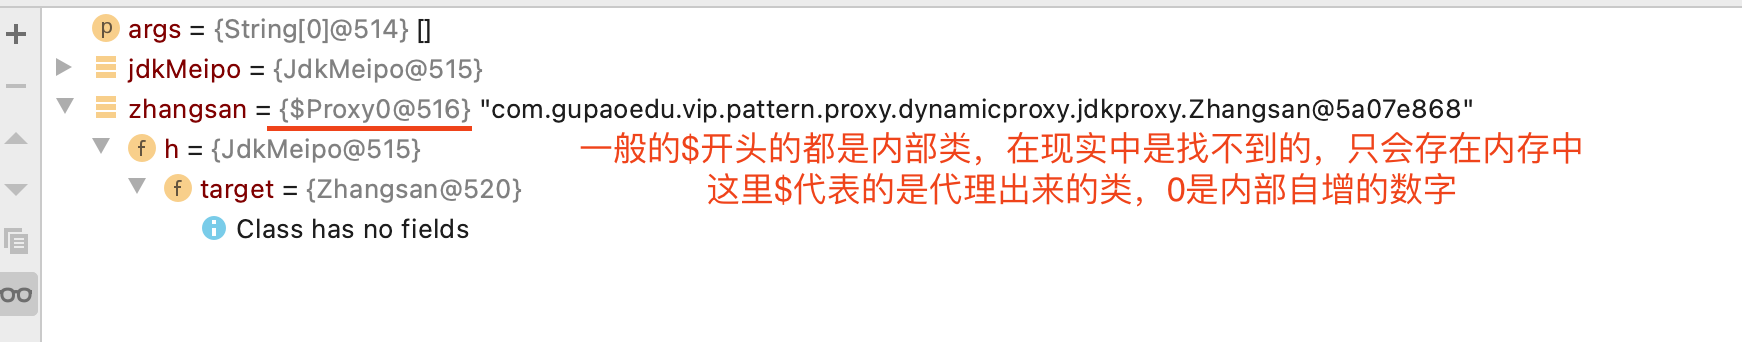 args = {String[0]@514} []
jdkMeipo = {JdkMeipo@515}
zhangsan = {$Proxy0@516} "com.gupaoedu.vip.pattern.proxy.dynamicproxy.jdkproxy.Zhangsan@5a07e868"
h = {JdkMeipo@515}
一般的$开头的都是内部类，在现实中是找不到的，只会存在内存中
target = {Zhangsan@520}
这里$代表的是代理出来的类，0是内部自增的数字
Class has no fields